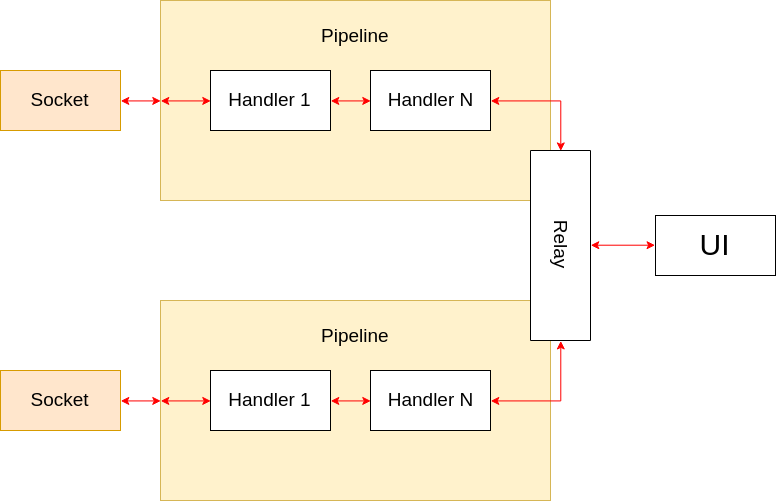 Pipeline
Socket
Handler 1
Handler N
Relay
UI
Pipeline
Socket
Handler 1
Handler N